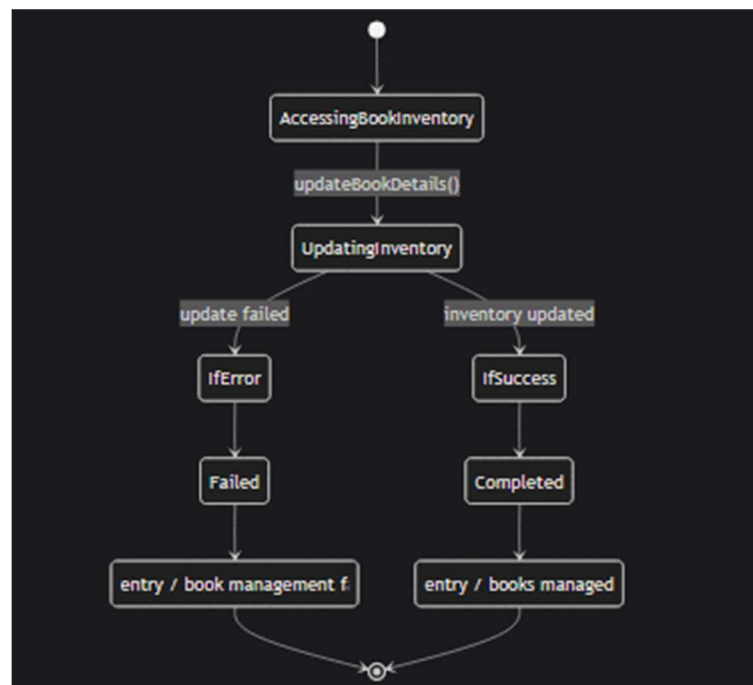 AccessingBookInventory
updateBookDetails()
UpdatingInventory
update failed
inventory updated
IfError
IfSuccess
Failed
Completed
entry / book management f
entry / books managed